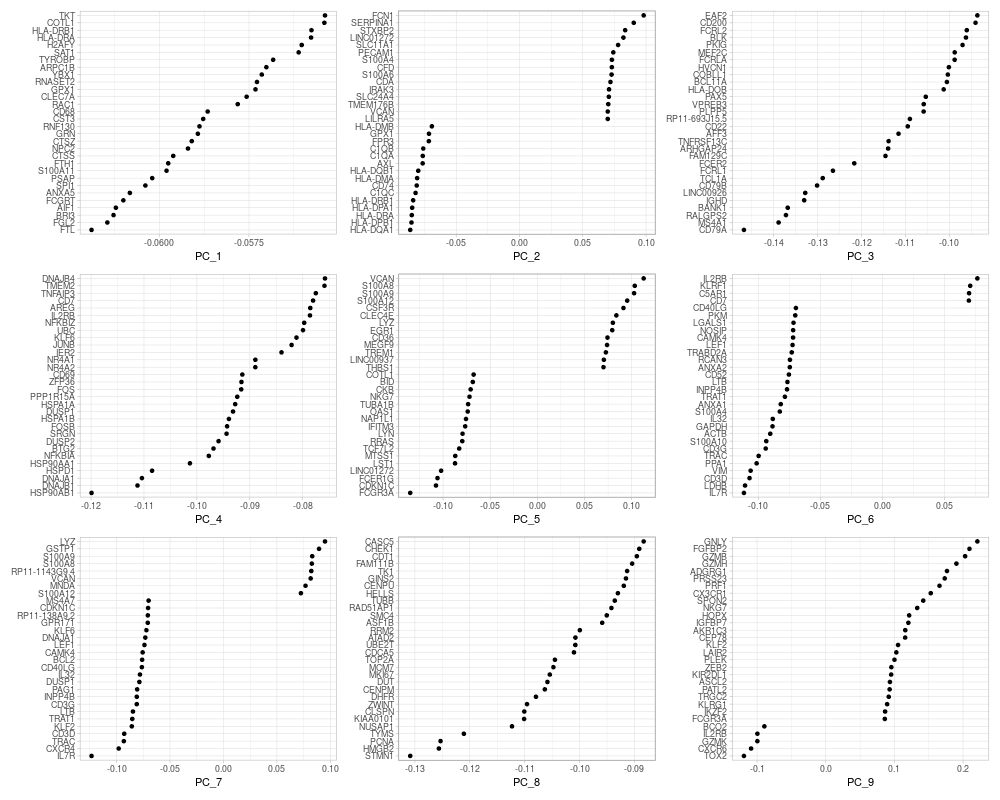 TKT
COTL1
HLA-DRB1
HLA-DRA
H2AFY
SAT1
TYROBP
ARPC1B
YBX1
RNASET2
GPX1
CLEC7A
RAC1
CD68
CST3
RNF130
GRN
CTSZ
NPC2
CTSS
FTH1
S100A11
PSAP
SPI1
ANXA5
FCGRT
AIF1
BRI3
FGL2
FTL
-0.0600 -0.0575
PC_1
FCN1
SERPINA1
STXBP2
LINC01272
SLC11A1
PECAM1
S100A4
CFD
S100A6
CDA
IRAK3
SLC24A4
TMEM176B
VCAN
LILRA5
HLA-DMB
GPX1
FPR3
C1QB
C1QA
AXL
HLA-DQB1
HLA-DMA
CD74
C1QC
HLA-DRB1
HLA-DPA1
HLA-DRA
HLA-DPB1
HLA-DQA1
-0.05 0.00 0.05 0.10
PC_2
EAF2
CD200
FCRL2
BLK
PKIG
MEF2C
FCRLA
HVCN1
COBLL1
BCL11A
HLA-DOB
PAX5
VPREB3
PLPP5
RP11-693J15.5
CD22
AFF3
TNFRSF13C
ARHGAP24
FAM129C
FCER2
FCRL1
TCL1A
CD79B
LINC00926
IGHD
BANK1
RALGPS2
MS4A1
CD79A
-0.14 -0.13 -0.12 -0.11 -0.10
PC_3
DNAJB4
TMEM2
TNFAIP3
CD7
AREG
IL2RB
NFKBIZ
UBC
KLF6
JUNB
IER2
NR4A1
NR4A2
CD69
ZFP36
FOS
PPP1R15A
HSPA1A
DUSP1
HSPA1B
FOSB
SRGN
DUSP2
BTG2
NFKBIA
HSP90AA1
HSPD1
DNAJA1
DNAJB1
HSP90AB1
-0.12 -0.11 -0.10 -0.09 -0.08
PC_4
VCAN
S100A8
S100A9
S100A12
CSF3R
CLEC4E
LYZ
EGR1
CD36
MEGF9
TREM1
LINC00937
THBS1
COTL1
BID
CKB
NKG7
TUBA1B
OAS1
NAP1L1
IFITM3
LYN
RRAS
TCF7L2
MTSS1
LST1
LINC01272
FCER1G
CDKN1C
FCGR3A
-0.10 -0.05 0.00 0.05 0.10
PC_5
IL2RB
KLRF1
C5AR1
CD7
CD40LG
PKM
LGALS1
NOSIP
CAMK4
LEF1
TRABD2A
RCAN3
ANXA2
CD52
LTB
INPP4B
TRAT1
ANXA1
S100A4
IL32
GAPDH
ACTB
S100A10
CD3G
TRAC
PPA1
VIM
CD3D
LDHB
IL7R
-0.10 -0.05 0.00 0.05
PC_6
LYZ
GSTP1
S100A9
S100A8
RP11-1143G9.4
VCAN
MNDA
S100A12
MS4A7
CDKN1C
RP11-138A9.2
GPR171
KLF6
DNAJA1
LEF1
CAMK4
BCL2
CD40LG
IL32
DUSP1
PAG1
INPP4B
CD3G
LTB
TRAT1
KLF2
CD3D
TRAC
CXCR4
IL7R
-0.10 -0.05 0.00 0.05 0.10
PC_7
CASC5
CHEK1
CDT1
FAM111B
TK1
GINS2
CENPU
HELLS
TUBB
RAD51AP1
SMC4
ASF1B
RRM2
ATAD2
UBE2T
CDCA5
TOP2A
MCM7
MKI67
DUT
CENPM
DHFR
ZWINT
CLSPN
KIAA0101
NUSAP1
TYMS
PCNA
HMGB2
STMN1
-0.13 -0.12 -0.11 -0.10 -0.09
PC_8
GNLY
FGFBP2
GZMB
GZMH
ADGRG1
PRSS23
PRF1
CX3CR1
SPON2
NKG7
HOPX
IGFBP7
AKR1C3
CEP78
KLF2
LAIR2
PLEK
ZEB2
KIR2DL1
ASCL2
PATL2
TRGC2
KLRG1
IKZF2
FCGR3A
BCO2
IL2RB
GZMK
CXCR6
TOX2
-0.1 0.0 0.1 0.2
PC_9